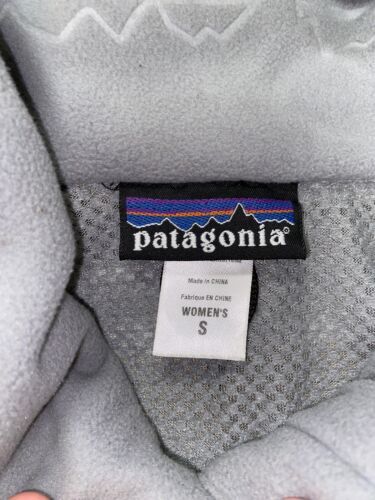 patagonia®
Made in CHINA
Fabriqué EN CHINE
WOMEN'S
S